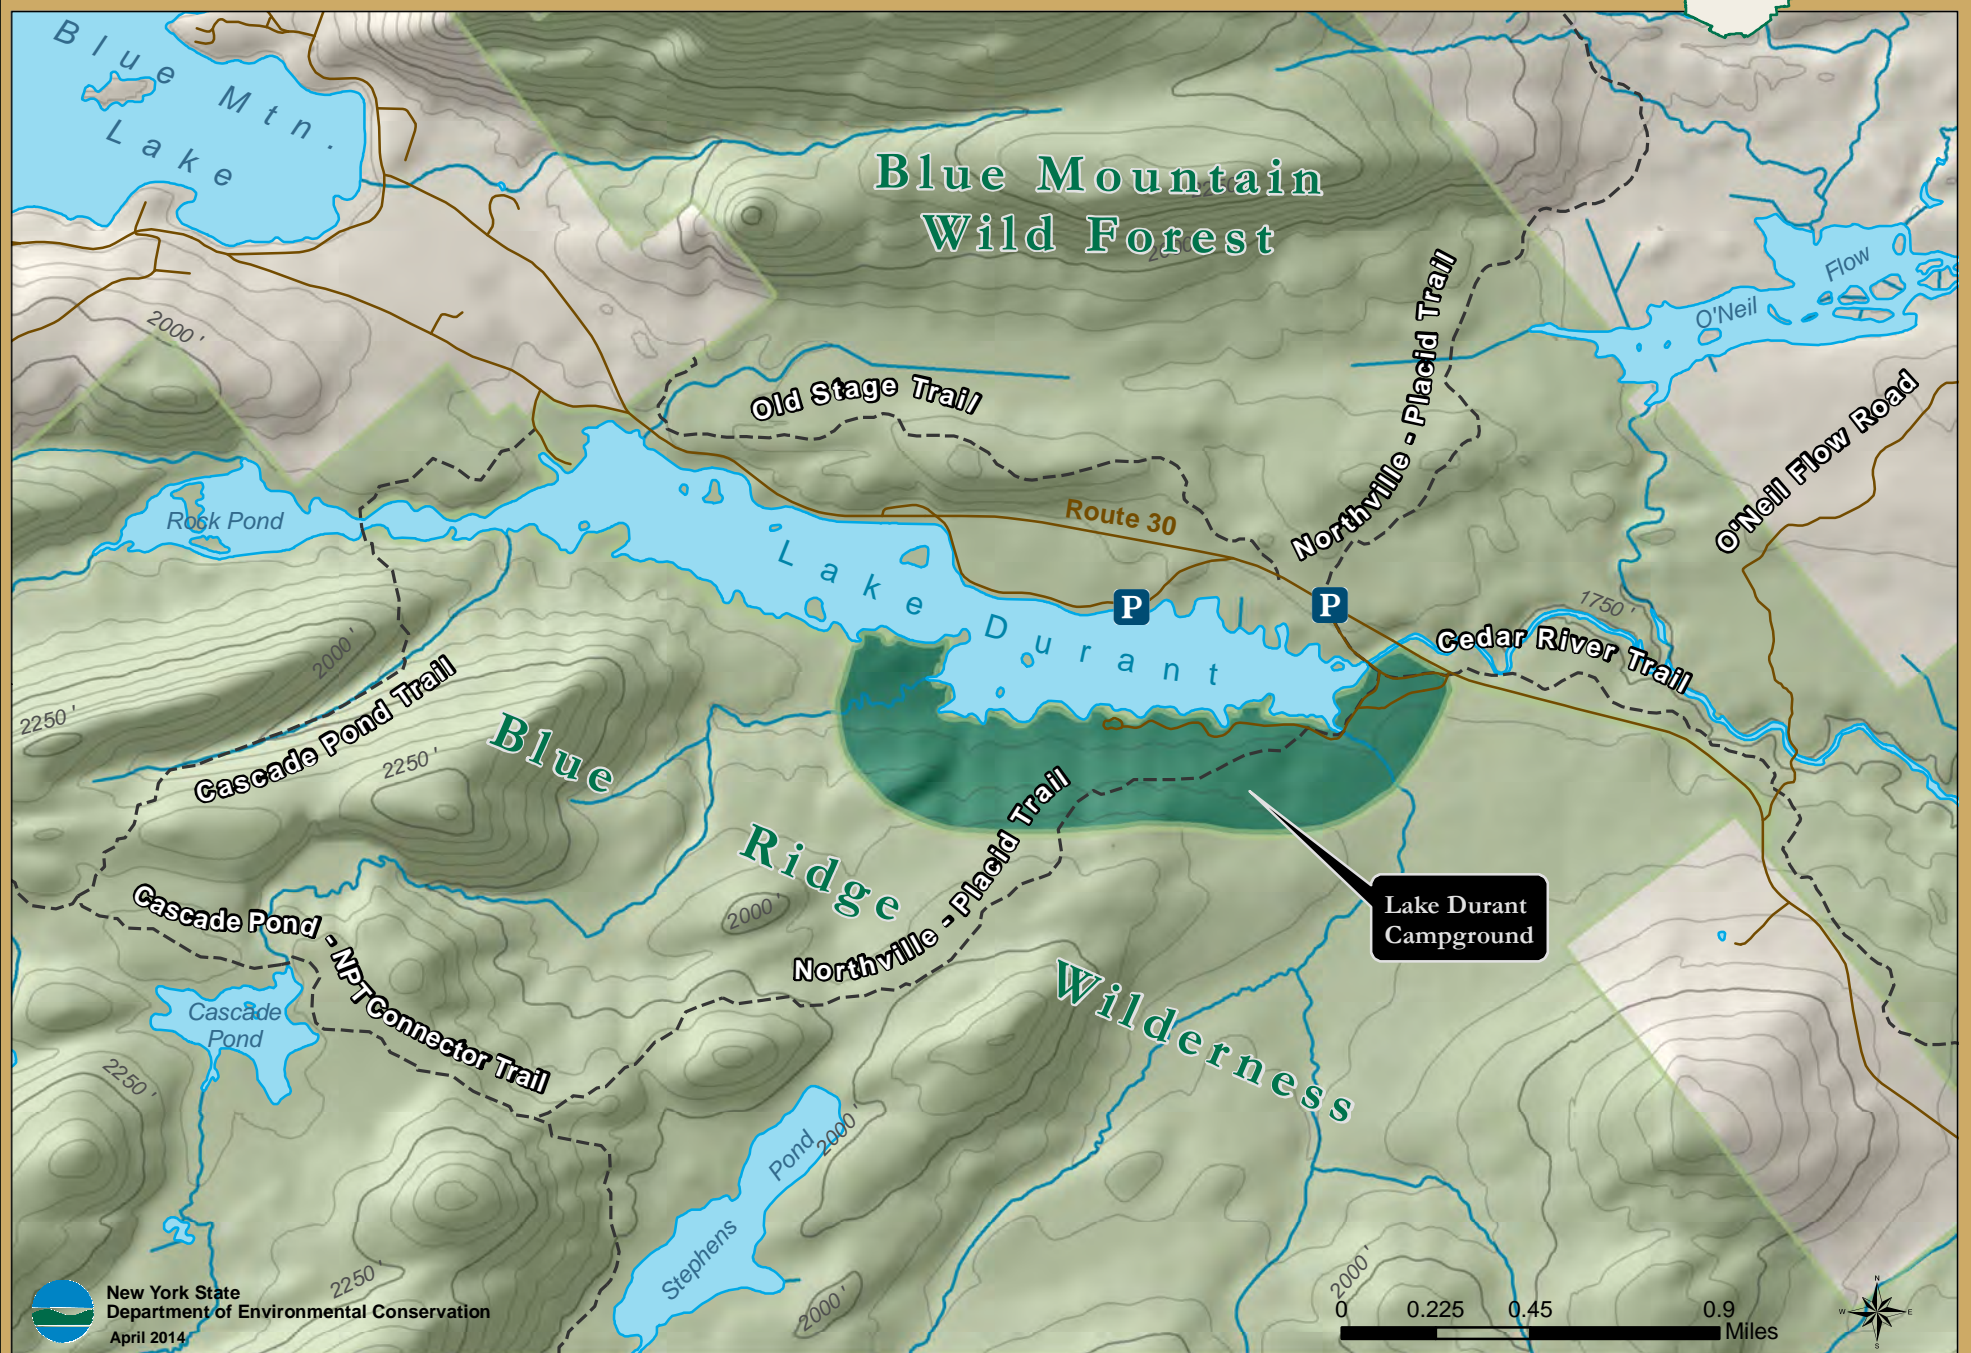 Blue Mtn.
Lake
Blue Mountain
Wild Forest
2250'
2000'
2000'
Flow
O'Neil
Northville - Placid Trail
Old Stage Trail
O'Neil Flow Road
Rock Pond
Route 30
Lake Durant
P
P
1750'
Cedar River Trail
2000'
2250'
Cascade Pond Trail
2250'
Blue
Ridge
Wilderness
Northville - Placid Trail
2000'
Lake Durant
Campground
Cascade Pond - NPT Connector Trail
Cascade
Pond
2250'
2000'
Stephens Pond
2250'
2000'
2000'
New York State
Department of Environmental Conservation
April 2014
0 0.225 0.45 0.9
Miles
N
W E
S